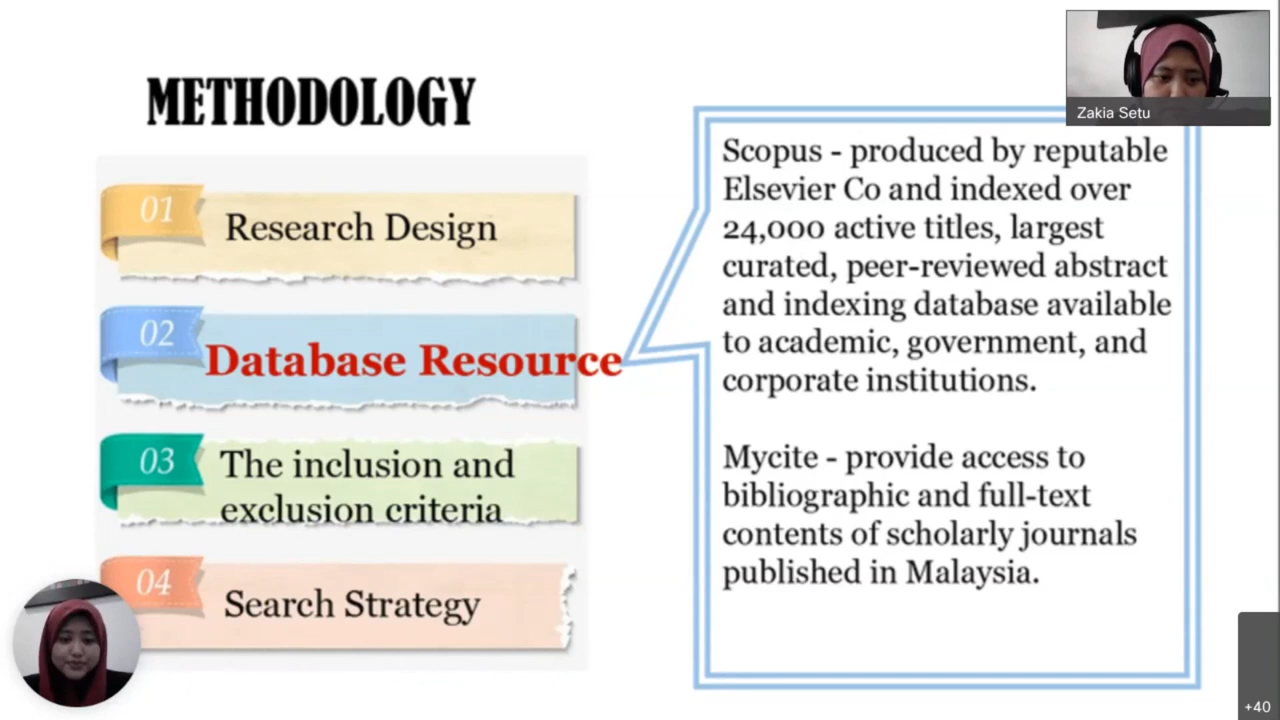 METHODOLOGY
01
Research Design
02
Database Resource
03
The inclusion and
exclusion criteria
04
Search Strategy
Zakia Setu
Scopus - produced by reputable
Elsevier Co and indexed over
24,000 active titles, largest
curated, peer-reviewed abstract
and indexing database available
to academic, government, and
corporate institutions.
Mycite - provide access to
bibliographic and full-text
contents of scholarly journals
published in Malaysia.
+40